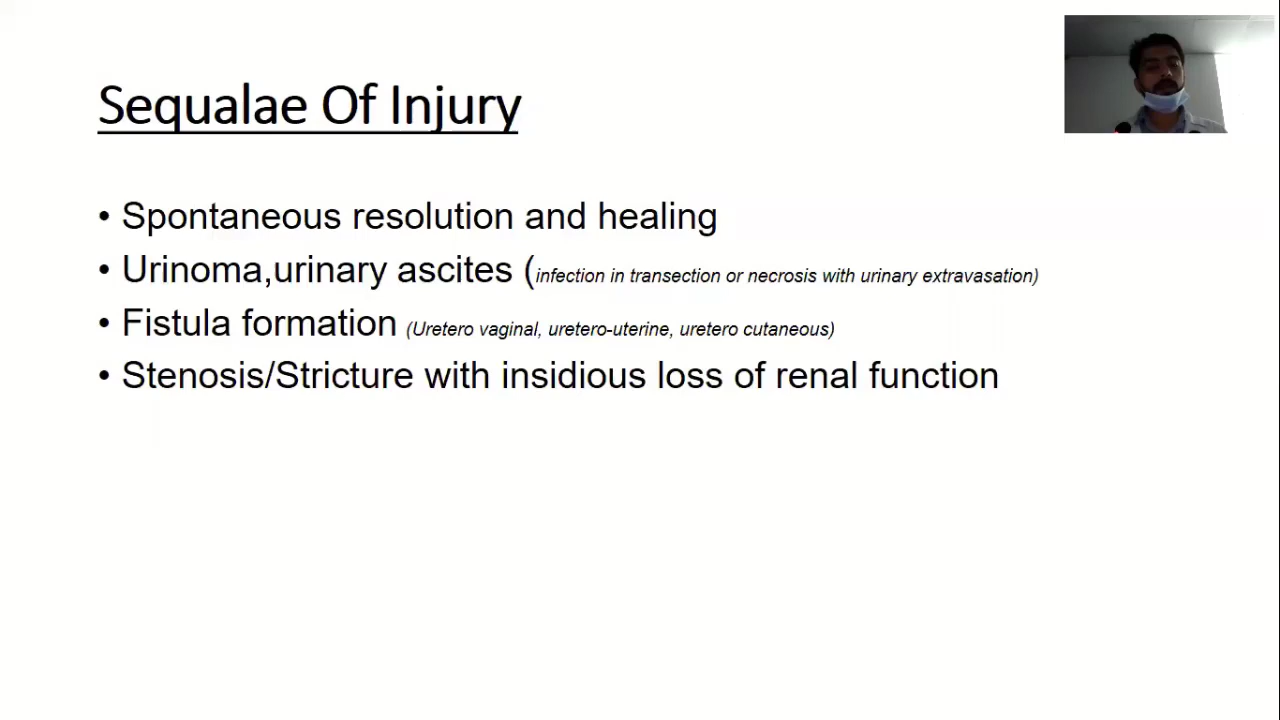 Sequalae Of Injury
• Spontaneous resolution and healing
• Urinoma,urinary ascites (infection in transection or necrosis with urinary extravasation)
• Fistula formation (Uretero vaginal, uretero-uterine, uretero cutaneous)
• Stenosis/Stricture with insidious loss of renal function